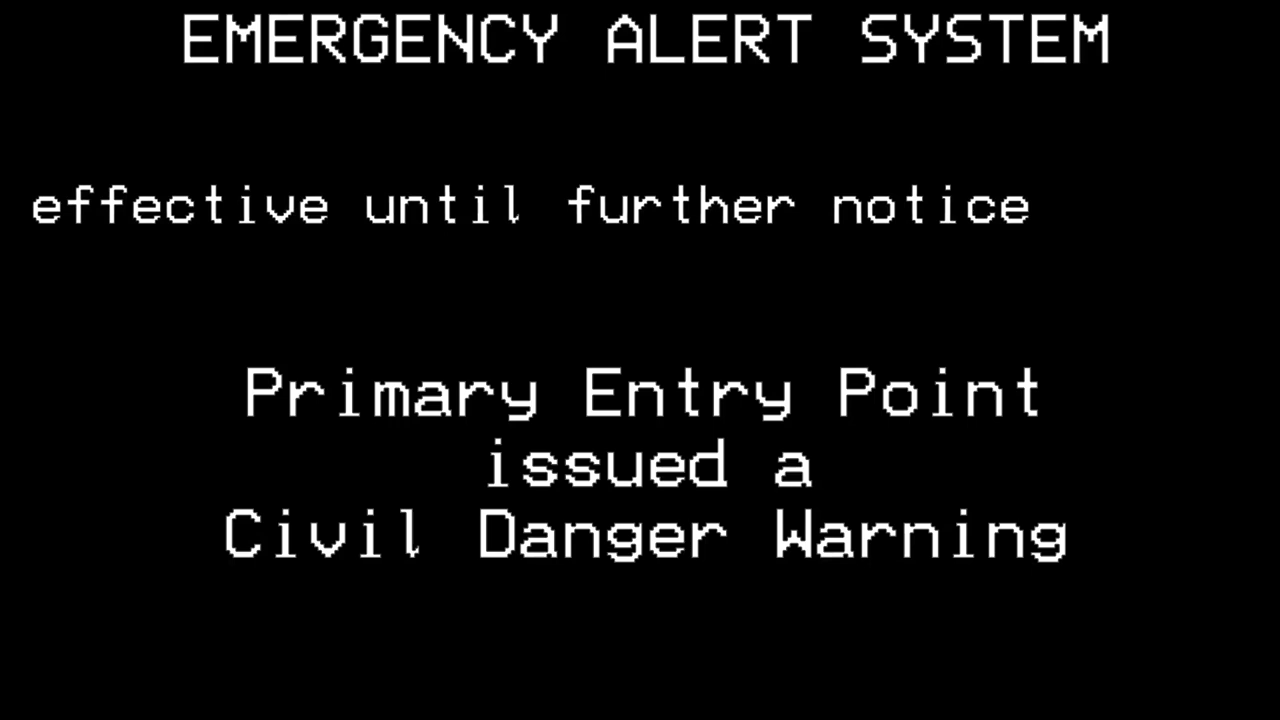 EMERGENCY ALERT SYSTEM
effective until further notice
Primary Entry Point
issued a
Civil Danger Warning